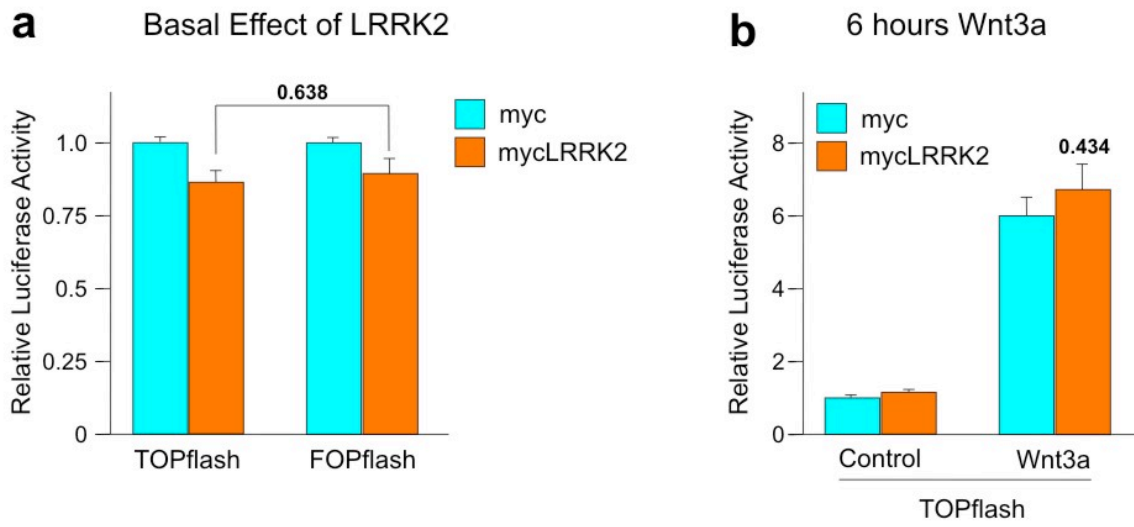 a Basal Effect of LRRK2
0.638
myc
mycLRRK2
Relative Luciferase Activity
1.0
0.75
0.5
0.25
0
TOPflash FOPflash
b 6 hours Wnt3a
myc
mycLRRK2
0.434
Relative Luciferase Activity
8
6
4
2
0
Control Wnt3a
TOPflash